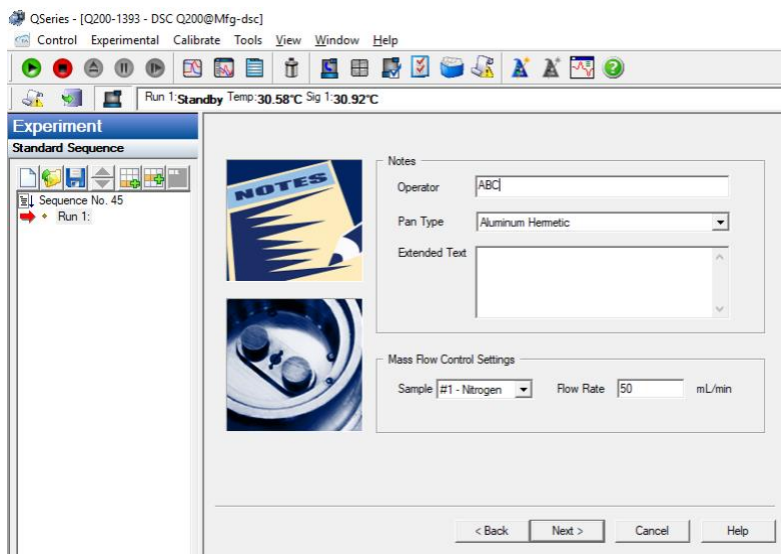 QSeries - [Q200-1393 - DSC Q200@Mfg-dsc]
Control Experimental Calibrate Tools View Window Help
Run 1:Standby Temp:30.58°C Sig 1:30.92°C
Experiment
Standard Sequence
Sequence No. 45
Run 1:
NOTES
Notes
Operator ABC
Pan Type Aluminum Hermetic
Extended Text
Mass Flow Control Settings
Sample #1 - Nitrogen Flow Rate 50 mL/min
< Back Next > Cancel Help